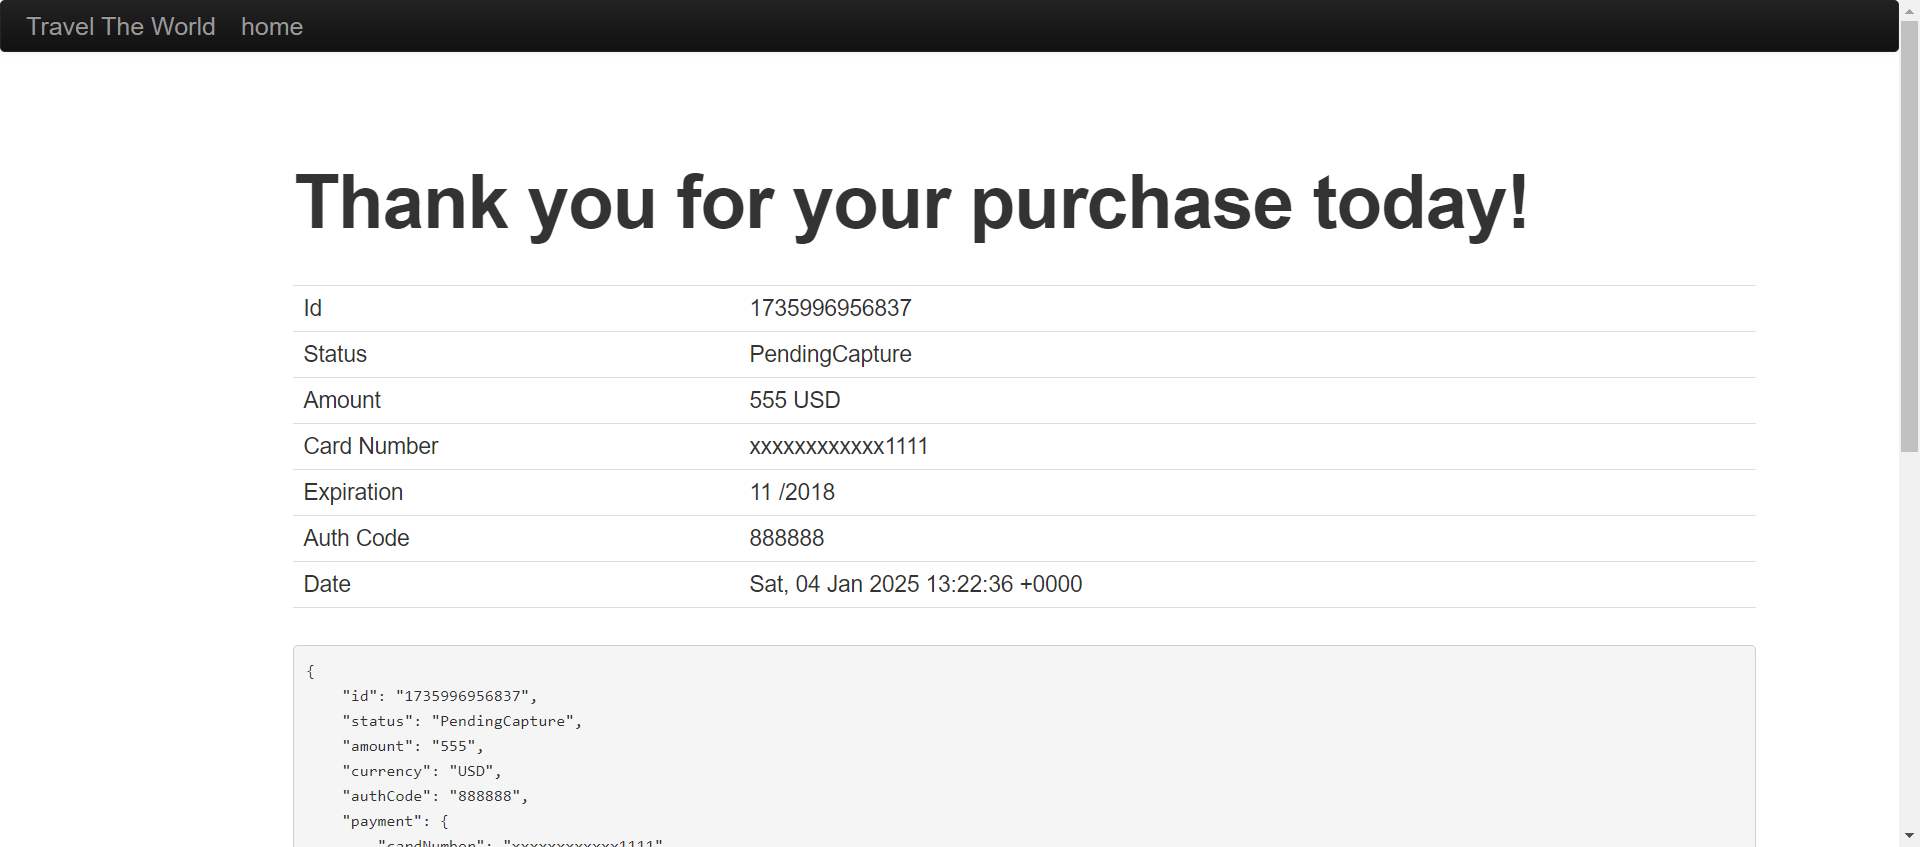 Travel The World home
Thank you for your purchase today!
Id 1735996956837
Status PendingCapture
Amount 555 USD
Card Number xxxxxxxxxxxx1111
Expiration 11 /2018
Auth Code 888888
Date Sat, 04 Jan 2025 13:22:36 +0000
{
"id": "1735996956837",
"status": "PendingCapture",
"amount": "555",
"currency": "USD",
"authCode": "888888",
"payment": {
"cardNumber": "xxxxxxxxxxxx1111"